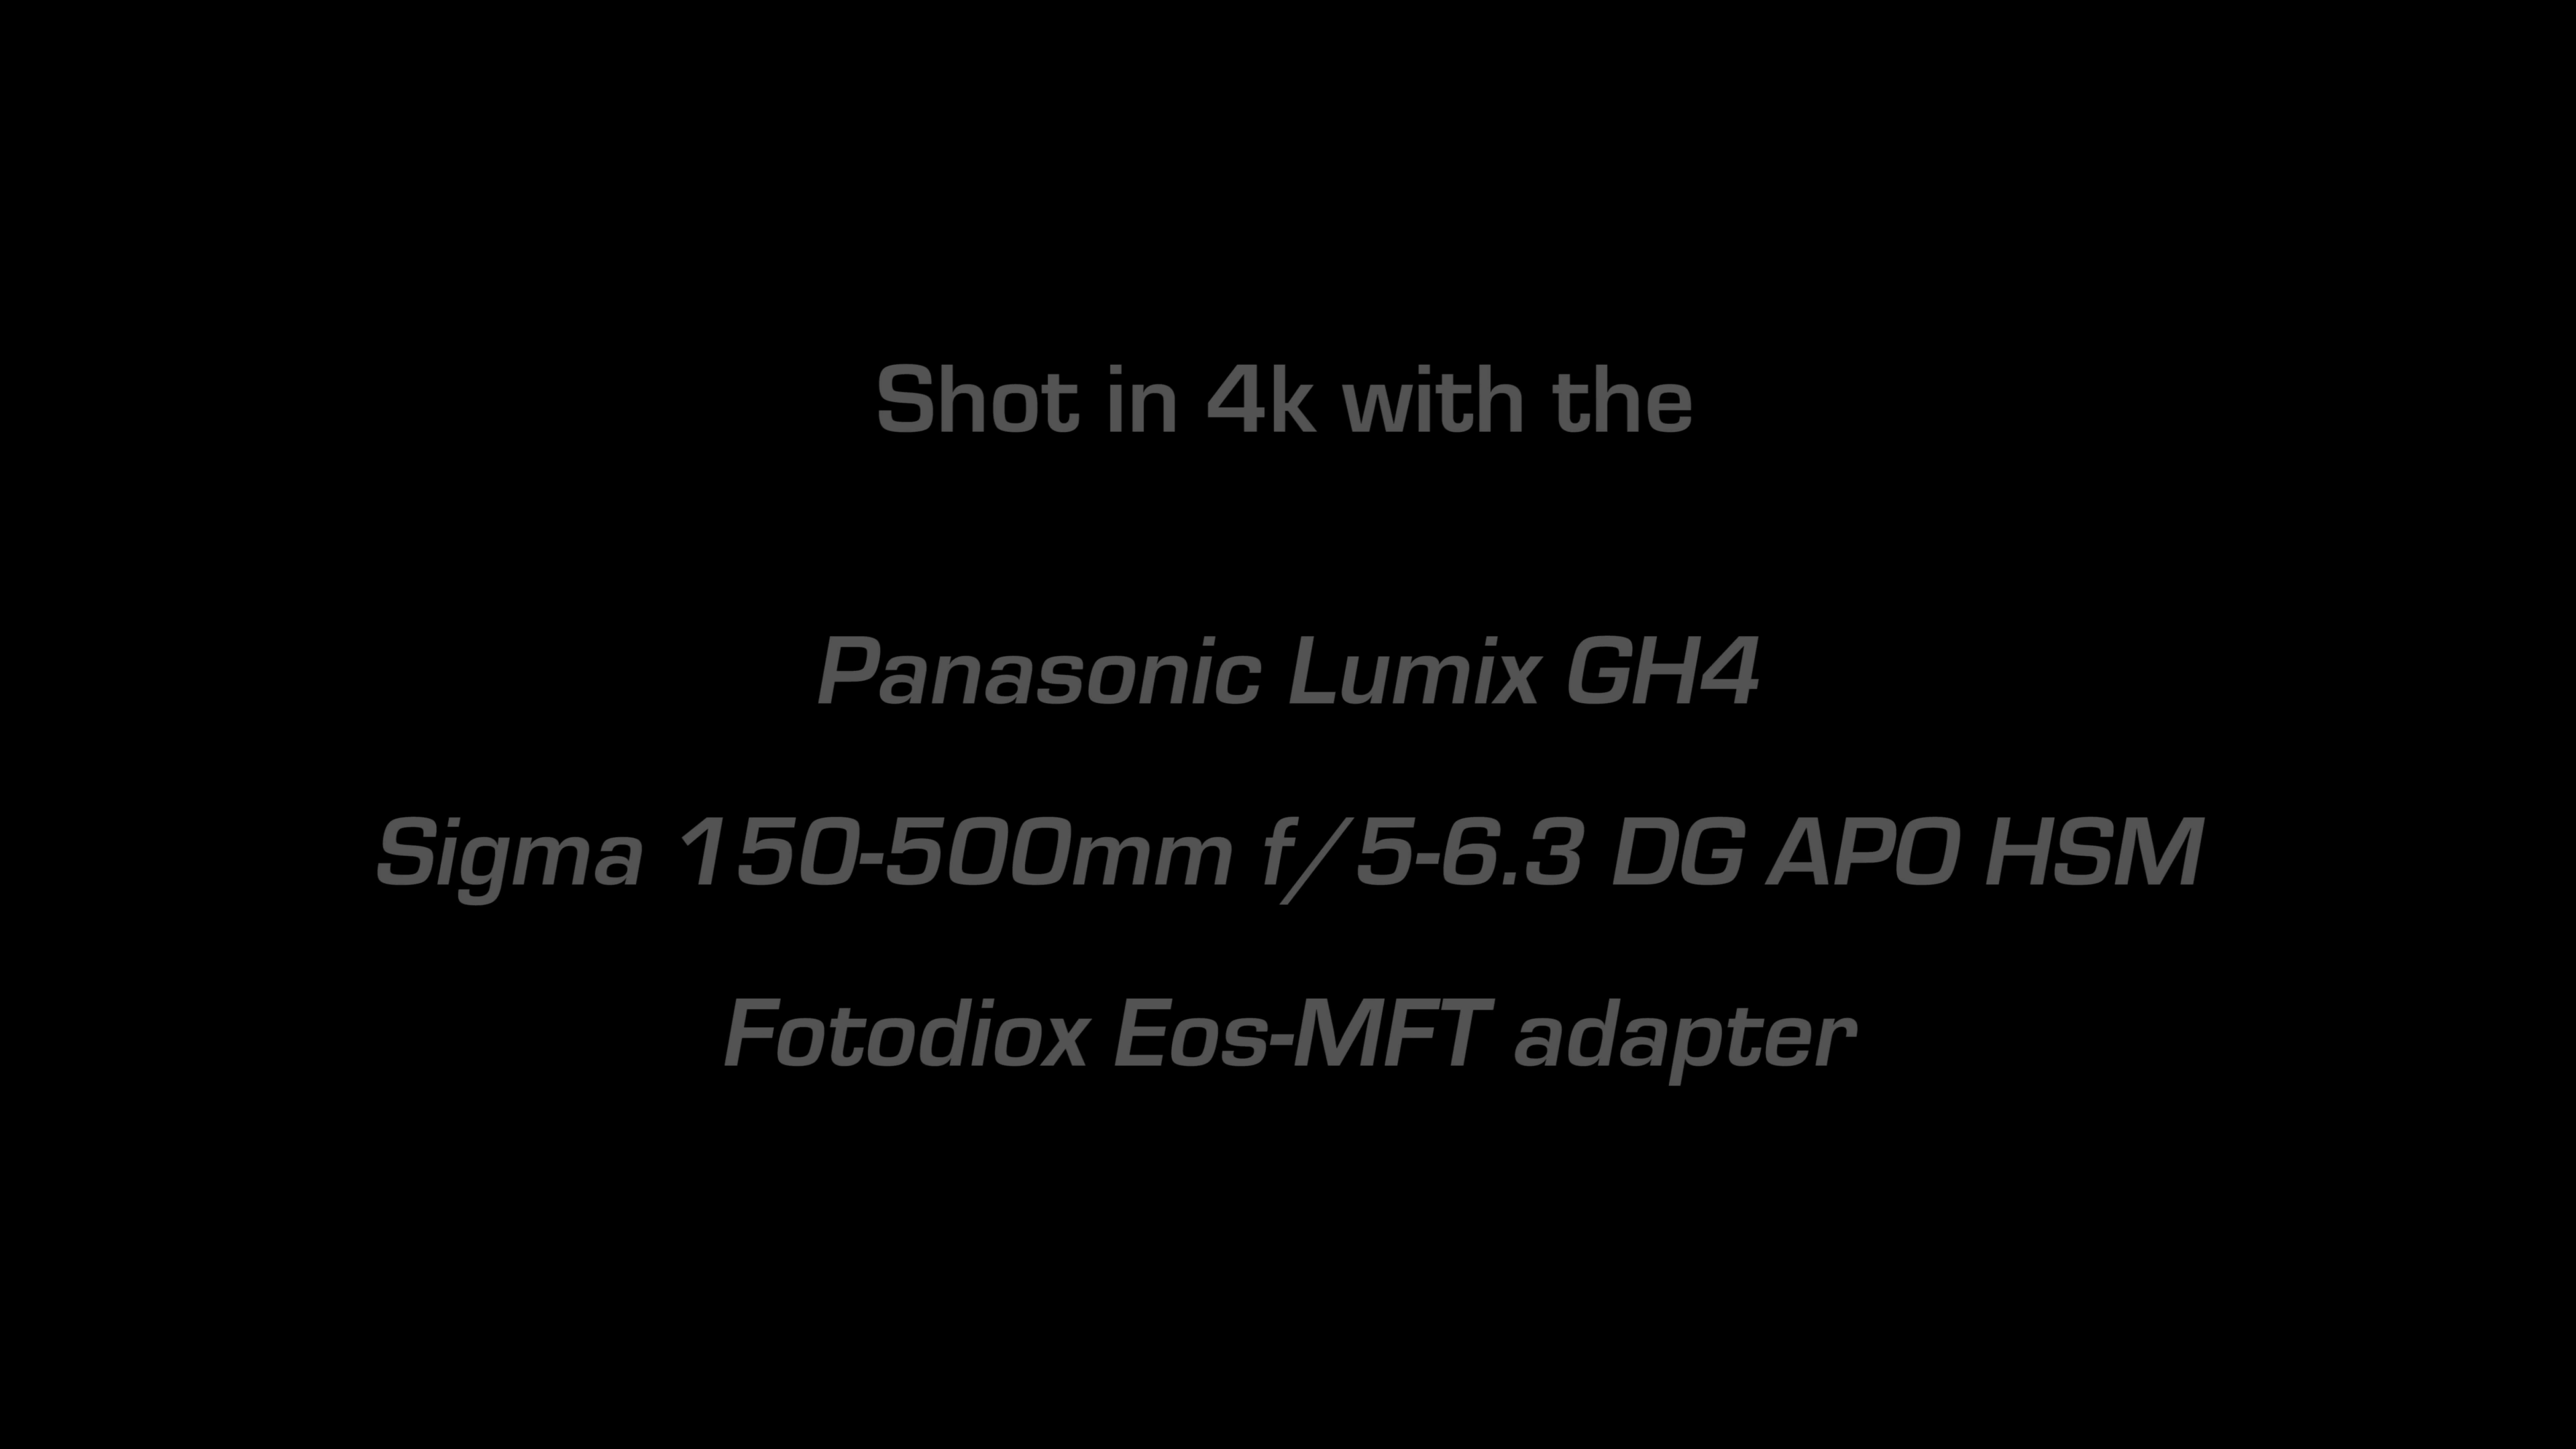 Shot in 4k with the
Panasonic Lumix GH4
Sigma 150-500mm f/5-6.3 DG APO HSM
Fotodiox Eos-MFT adapter